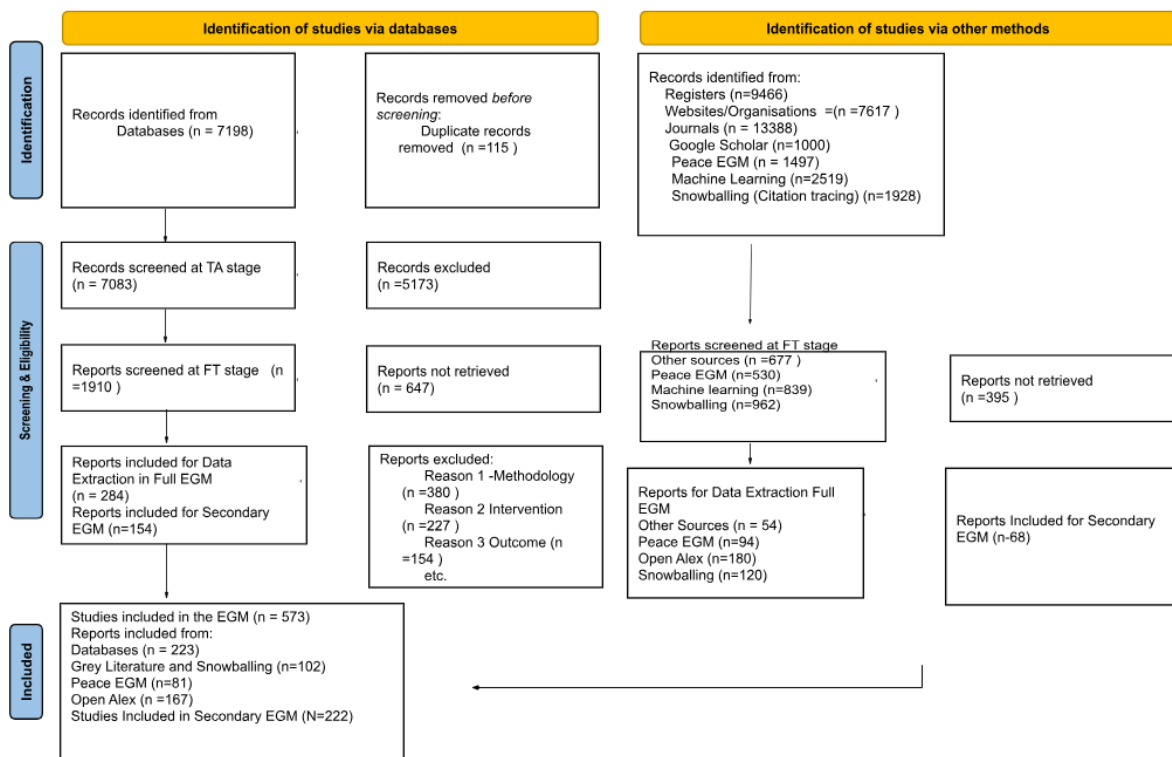 Identification of studies via databases
Identification of studies via other methods
Identification
Records identified from
Databases (n = 7198)
Records removed before
screening:
Duplicate records
removed (n =115 )
Records identified from:
Registers (n=9466)
Websites/Organisations =(n =7617 )
Journals (n = 13388
Google Scholar (n=1000)
Peace EGM (n = 1497)
Machine Learning (n=2519)
Snowballing (Citation tracing) (n=1928)
Screening & Eligibility
Records screened at TA stage
(n = 7083)
Records excluded
(n =5173)
Reports screened at FT stage (n
=1910 )
Reports not retrieved
(n = 647)
Reports screened at FT stage
Other sources (n =677 )
Peace EGM (n=530)
Machine learning (n=839)
Snowballing (n=962)
Reports not retrieved
(n =395 )
Reports included for Data
Extraction in Full EGM
(n = 284)
Reports included for Secondary
EGM (n=154)
Reports excluded:
Reason 1 -Methodology
(n =380 )
Reason 2 Intervention
(n =227 )
Reason 3 Outcome (n
=154 )
etc.
Reports for Data Extraction Full
EGM
Other Sources (n = 54)
Peace EGM (n=94)
Open Alex (n=180)
Snowballing (n=120)
Reports Included for Secondary
EGM (n-68)
Included
Studies included in the EGM (n = 573)
Reports included from:
Databases (n = 223)
Grey Literature and Snowballing (n=102)
Peace EGM (n=81)
Open Alex (n =167)
Studies Included in Secondary EGM (N=222)